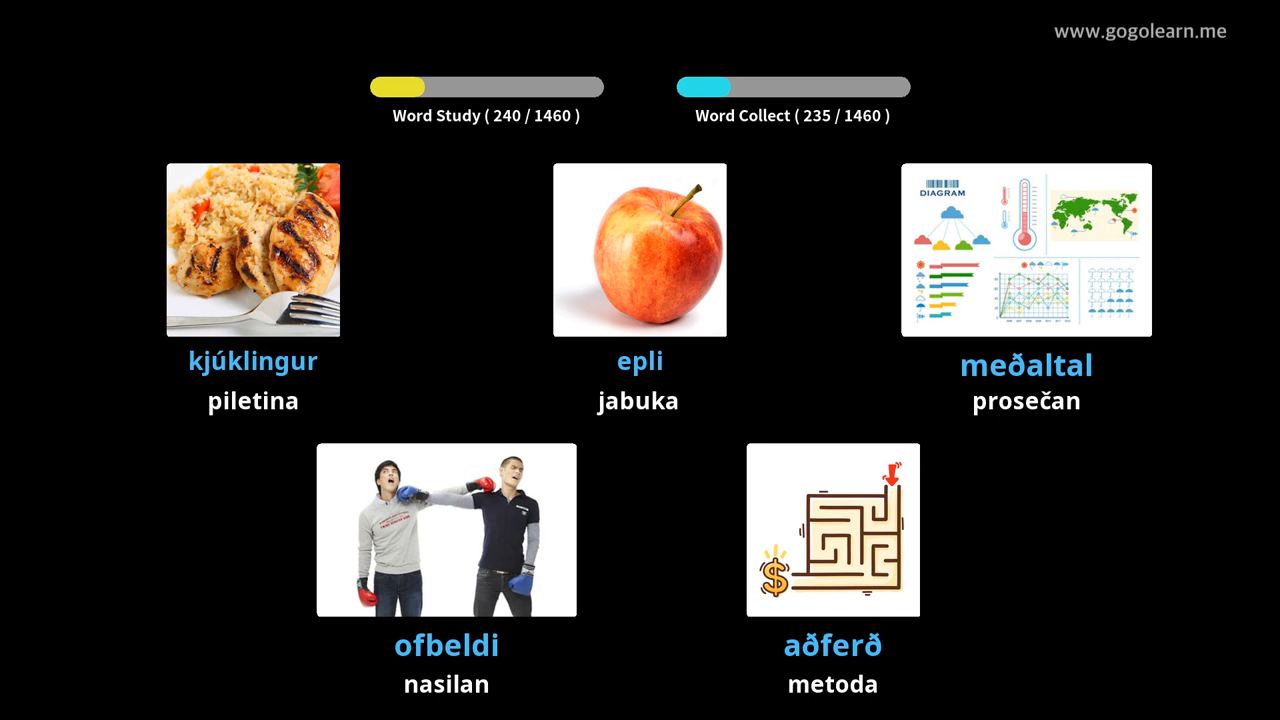 www.gogolearn.me
Word Study ( 240 / 1460 )
Word Collect ( 235 / 1460 )
DIAGRAM
kjúklingur
piletina
epli
jabuka
meðaltal
prosečan
ofbeldi
nasilan
aðferð
metoda